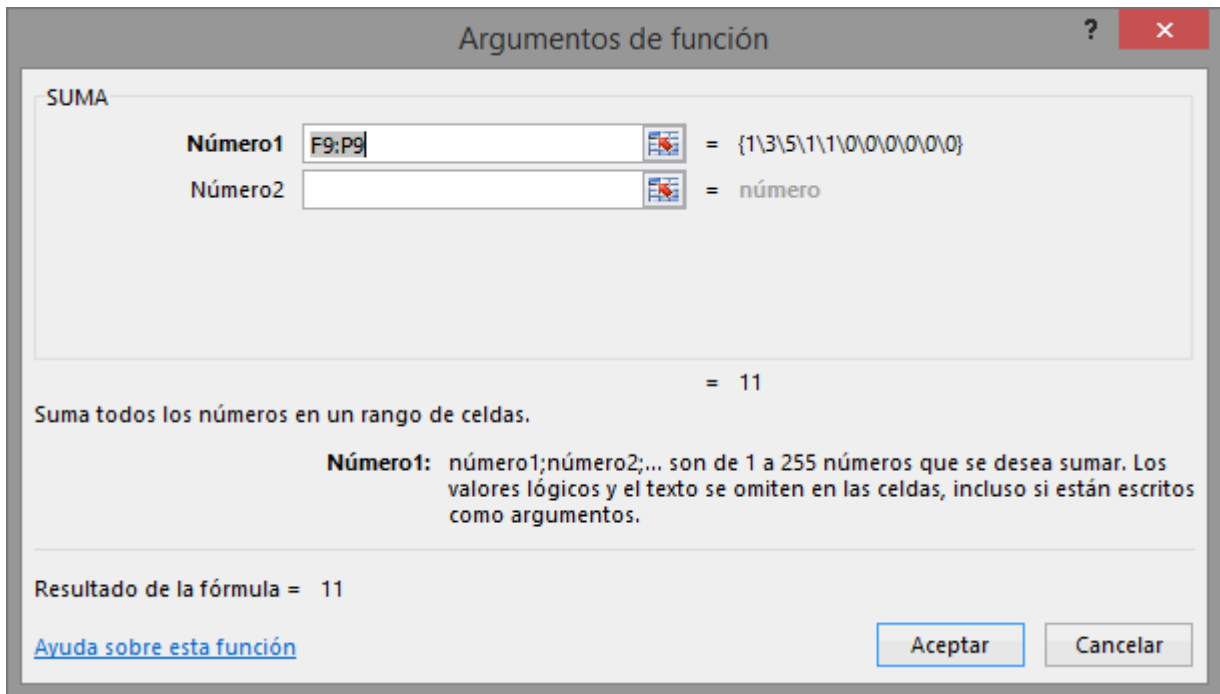 Argumentos de función
?
×
SUMA
Número1 F9:P9 = {1\3\5\1\1\0\0\0\0\0\0}
Número2 = número
= 11
Suma todos los números en un rango de celdas.
Número1: número1;número2;... son de 1 a 255 números que se desea sumar. Los
valores lógicos y el texto se omiten en las celdas, incluso si están escritos
como argumentos.
Resultado de la fórmula = 11
Ayuda sobre esta función
Aceptar
Cancelar